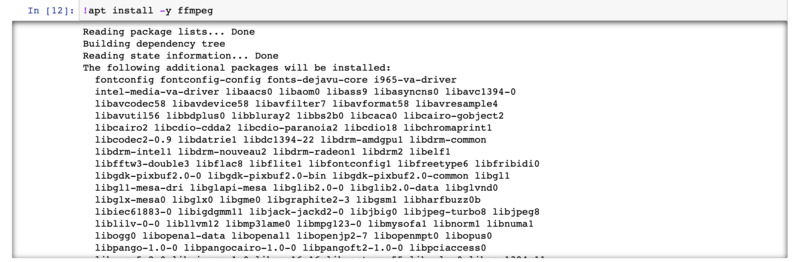 In [12]: !apt install -y ffmpeg
Reading package lists... Done
Building dependency tree
Reading state information... Done
The following additional packages will be installed:
fontconfig fontconfig-config fonts-dejavu-core i965-va-driver
intel-media-va-driver libaacs0 libaom0 libass9 libasyncns0 libavc1394-0
libavcodec58 libavdevice58 libavfilter7 libavformat58 libavresample4
libavutil56 libbdplus0 libbluray2 libbs2b0 libcaca0 libcairo-gobject2
libcairo2 libcdio-cdda2 libcdio-paranoia2 libcdio18 libchromaprint1
libcodec2-0.9 libdatrie1 libdc1394-22 libdrm-amdgpu1 libdrm-common
libdrm-intel1 libdrm-nouveau2 libdrm-radeon1 libdrm2 libelf1
libfftw3-double3 libflac8 libflite1 libfontconfig1 libfreetype6 libfribidi0
libgdk-pixbuf2.0-0 libgdk-pixbuf2.0-bin libgdk-pixbuf2.0-common libgl1
libgl1-mesa-dri libglapi-mesa libglib2.0-0 libglib2.0-data libglvnd0
libglx-mesa0 libglx0 libgme0 libgraphite2-3 libgsm1 libharfbuzz0b
libiec61883-0 libigdgmm11 libjack-jackd2-0 libjbig0 libjpeg-turbo8 libjpeg8
liblilv-0-0 libllvm12 libmp3lame0 libmpg123-0 libmysofa1 libnorm1 libnuma1
libogg0 libopenal-data libopenal1 libopenjp2-7 libopenmpt0 libopus0
libpango-1.0-0 libpangocairo-1.0-0 libpangoft2-1.0-0 libpciaccess0